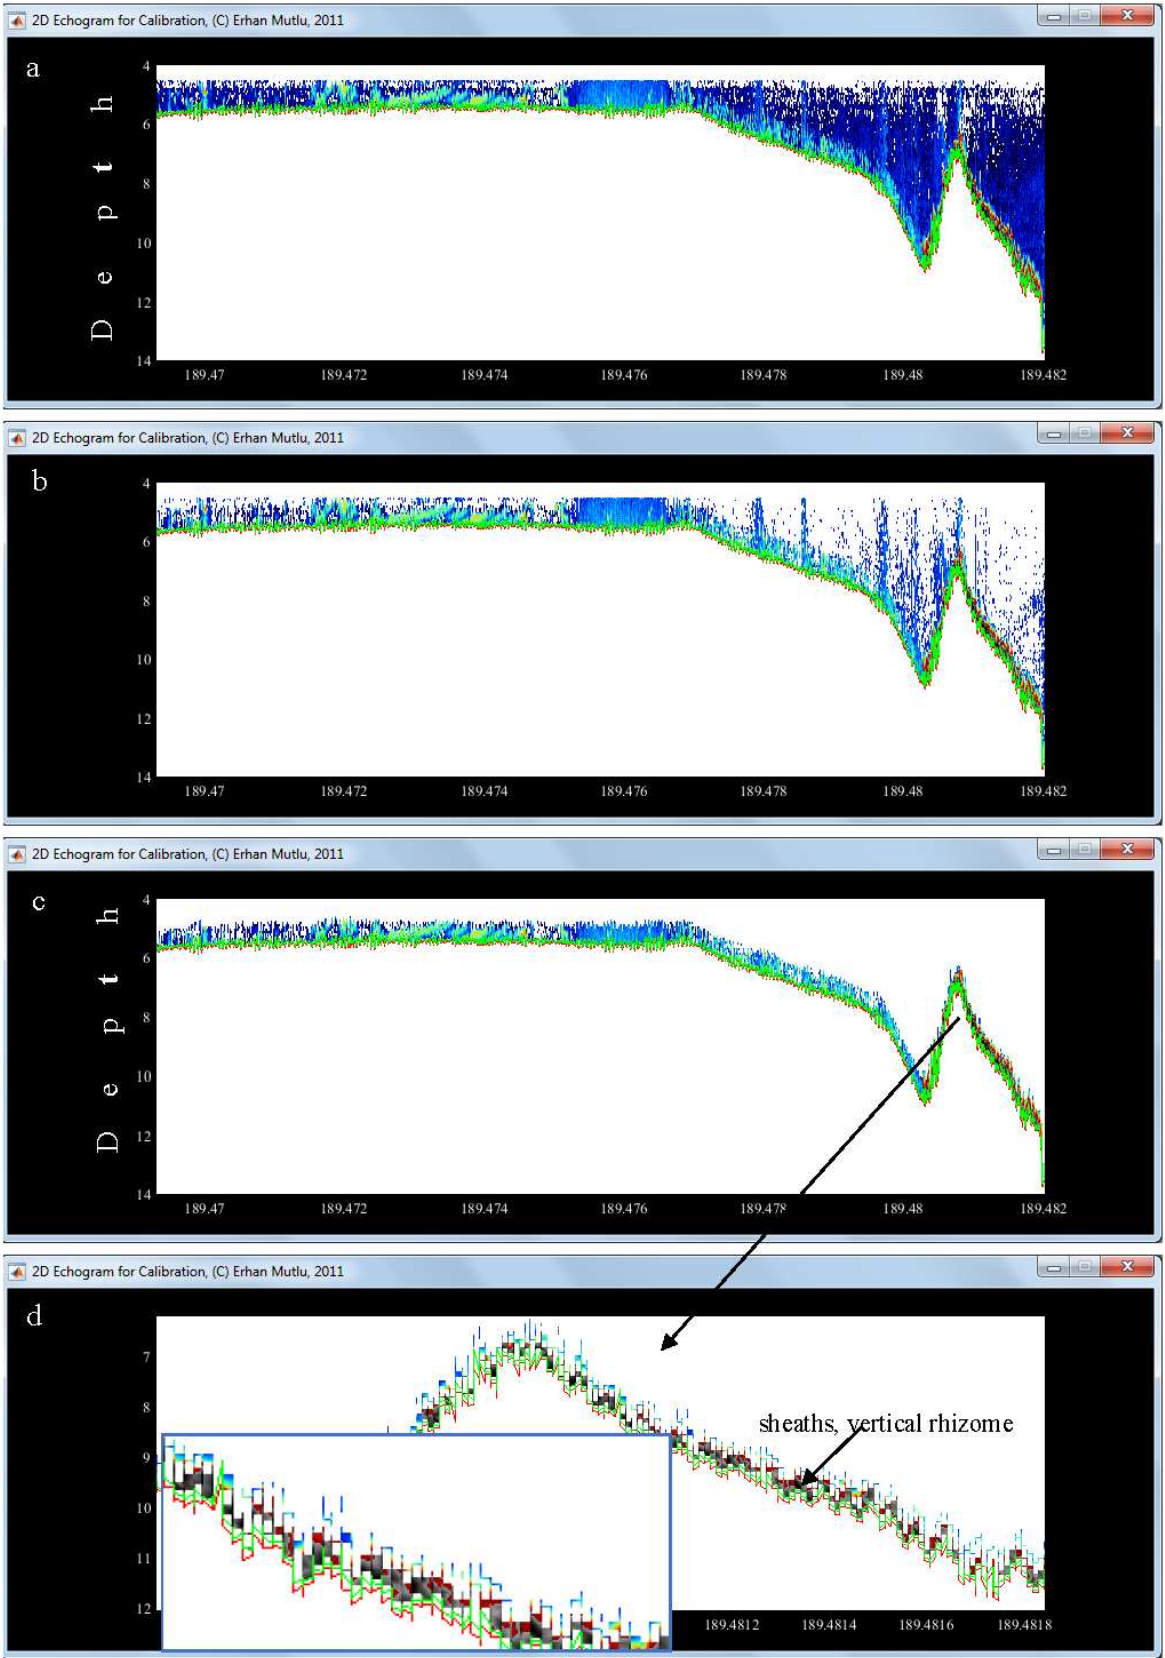 2D Echogram for Calibration, (C) Erhan Mutlu, 2011
a
Depth
4
6
8
10
12
14
189.47 189.472 189.474 189.476 189.478 189.48 189.482
2D Echogram for Calibration, (C) Erhan Mutlu, 2011
b
4
6
8
10
12
14
189.47 189.472 189.474 189.476 189.478 189.48 189.482
2D Echogram for Calibration, (C) Erhan Mutlu, 2011
c
Depth
4
6
8
10
12
14
189.47 189.472 189.474 189.476 189.478 189.48 189.482
2D Echogram for Calibration, (C) Erhan Mutlu, 2011
d
7
8
sheaths, vertical rhizome
9
10
11
12
189.4812 189.4814 189.4816 189.4818